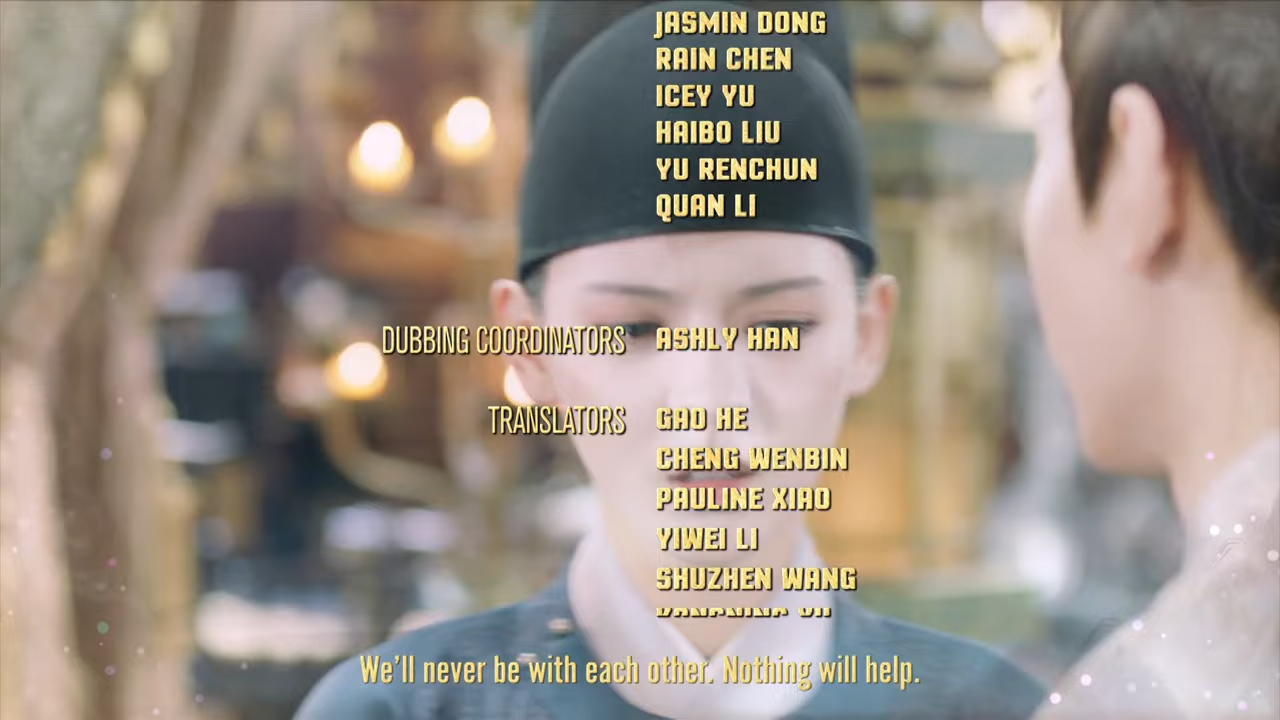 JASMIN DONG
RAIN CHEN
ICEY YU
HAIBO LIU
YU RENCHUN
QUAN LI
DUBBING COORDINATORS ASHLY HAN
TRANSLATORS GAO HE
CHENG WENBIN
PAULINE XIAO
YIWEI LI
SHUZHEN WANG
We'll never be with each other. Nothing will help.